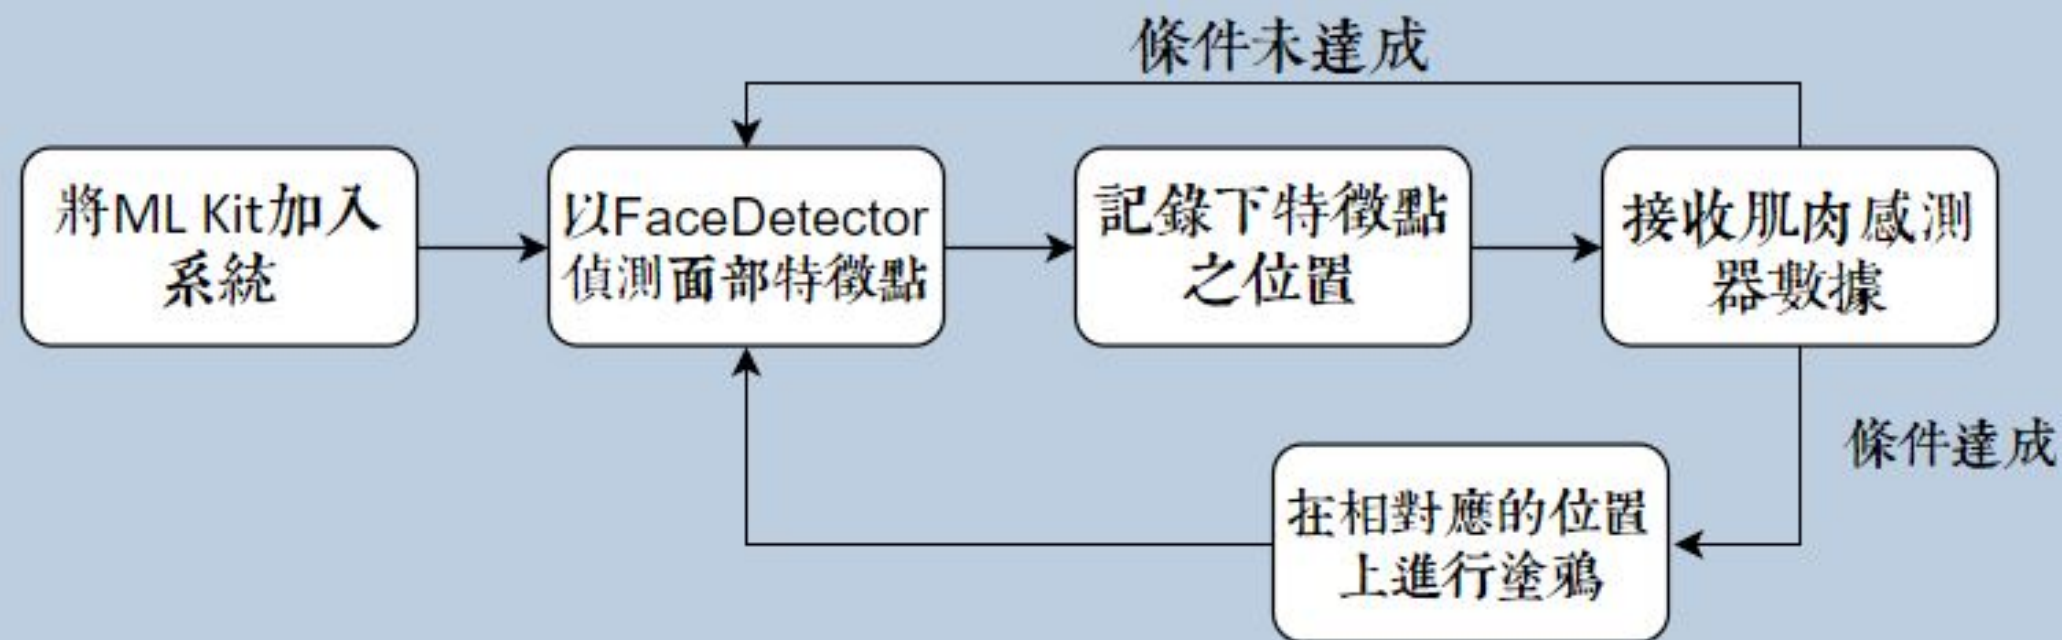 條件未達成
將ML Kit加入
系統
以FaceDetector
偵測面部特徵點
記錄下特徵點
之位置
接收肌肉感測
器數據
條件達成
在相對應的位置
上進行塗鴉